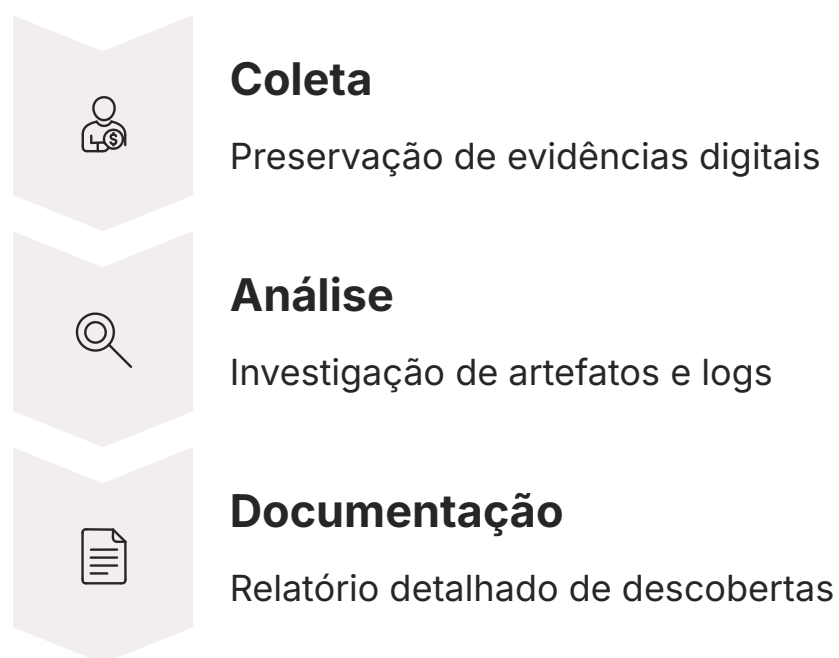 Coleta
Preservação de evidências digitais
Análise
Investigação de artefatos e logs
Documentação
Relatório detalhado de descobertas